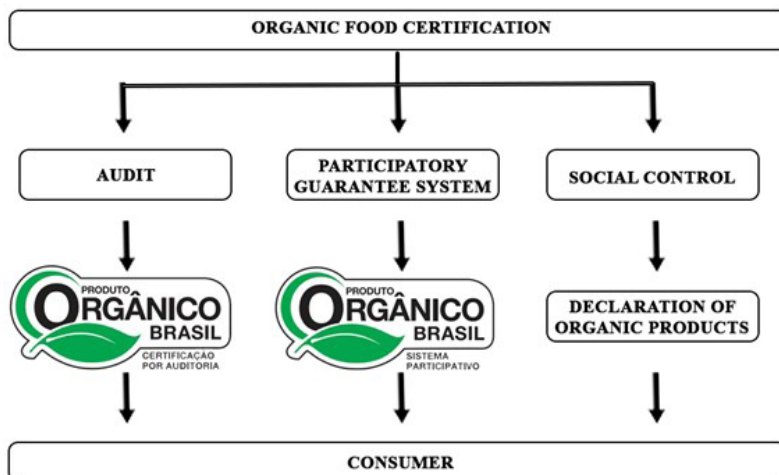 ORGANIC FOOD CERTIFICATION
AUDIT
PARTICIPATORY
GUARANTEE SYSTEM
SOCIAL CONTROL
PRODUTO
ORGÂNICO
BRASIL
CERTIFICAÇÃO
POR AUDITORIA
PRODUTO
ORGÂNICO
BRASIL
SISTEMA
PARTICIPATIVO
DECLARATION OF
ORGANIC PRODUCTS
CONSUMER